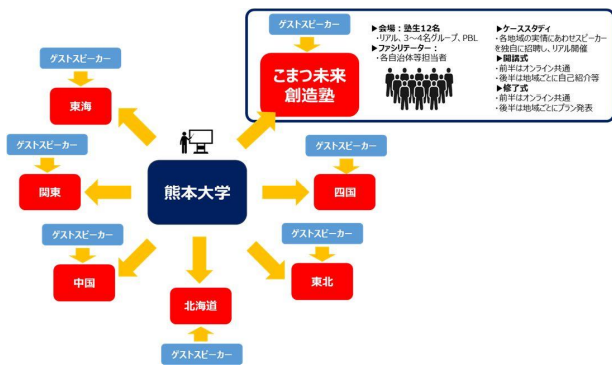 ゲストスピーカー
こまつ未来
創造塾
▶会場：塾生12名
・リアル、3～4名グループ、PBL
▶ファシリテーター：
・各自治体等担当者
▶ケーススタディ
・各地域の実情にあわせスピーカー
を独自に招聘し、リアル開催
▶開講式
・前半はオンライン共通
・後半は地域ごとに自己紹介等
▶修了式
・前半はオンライン共通
・後半は地域ごとにプラン発表
ゲストスピーカー
東海
ゲストスピーカー
関東
熊本大学
ゲストスピーカー
四国
ゲストスピーカー
中国
ゲストスピーカー
東北
北海道
ゲストスピーカー